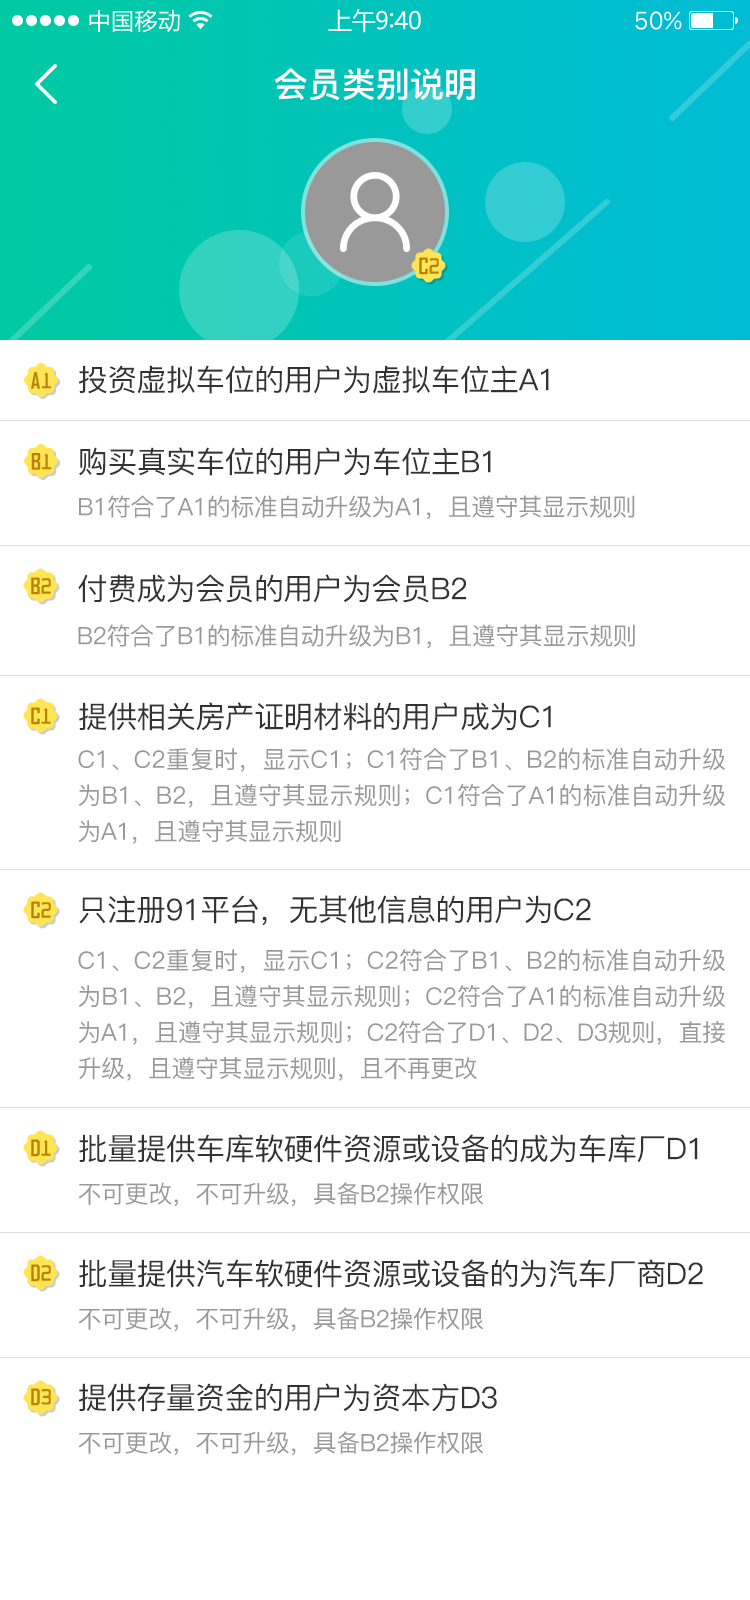 中国移动 上午9:40 50%
会员类别说明
C2
A1 投资虚拟车位的用户为虚拟车位主A1
B1 购买真实车位的用户为车位主B1
B1符合了A1的标准自动升级为A1，且遵守其显示规则
B2 付费成为会员的用户为会员B2
B2符合了B1的标准自动升级为B1，且遵守其显示规则
C1 提供相关房产证明材料的用户成为C1
C1、C2重复时，显示C1；C1符合了B1、B2的标准自动升级
为B1、B2，且遵守其显示规则；C1符合了A1的标准自动升级
为A1，且遵守其显示规则
C2 只注册91平台，无其他信息的用户为C2
C1、C2重复时，显示C1；C2符合了B1、B2的标准自动升级
为B1、B2，且遵守其显示规则；C2符合了A1的标准自动升级
为A1，且遵守其显示规则；C2符合了D1、D2、D3规则，直接
升级，且遵守其显示规则，且不再更改
D1 批量提供车库软硬件资源或设备的成为车库厂D1
不可更改，不可升级，具备B2操作权限
D2 批量提供汽车软硬件资源或设备的为汽车厂商D2
不可更改，不可升级，具备B2操作权限
D3 提供存量资金的用户为资本方D3
不可更改，不可升级，具备B2操作权限